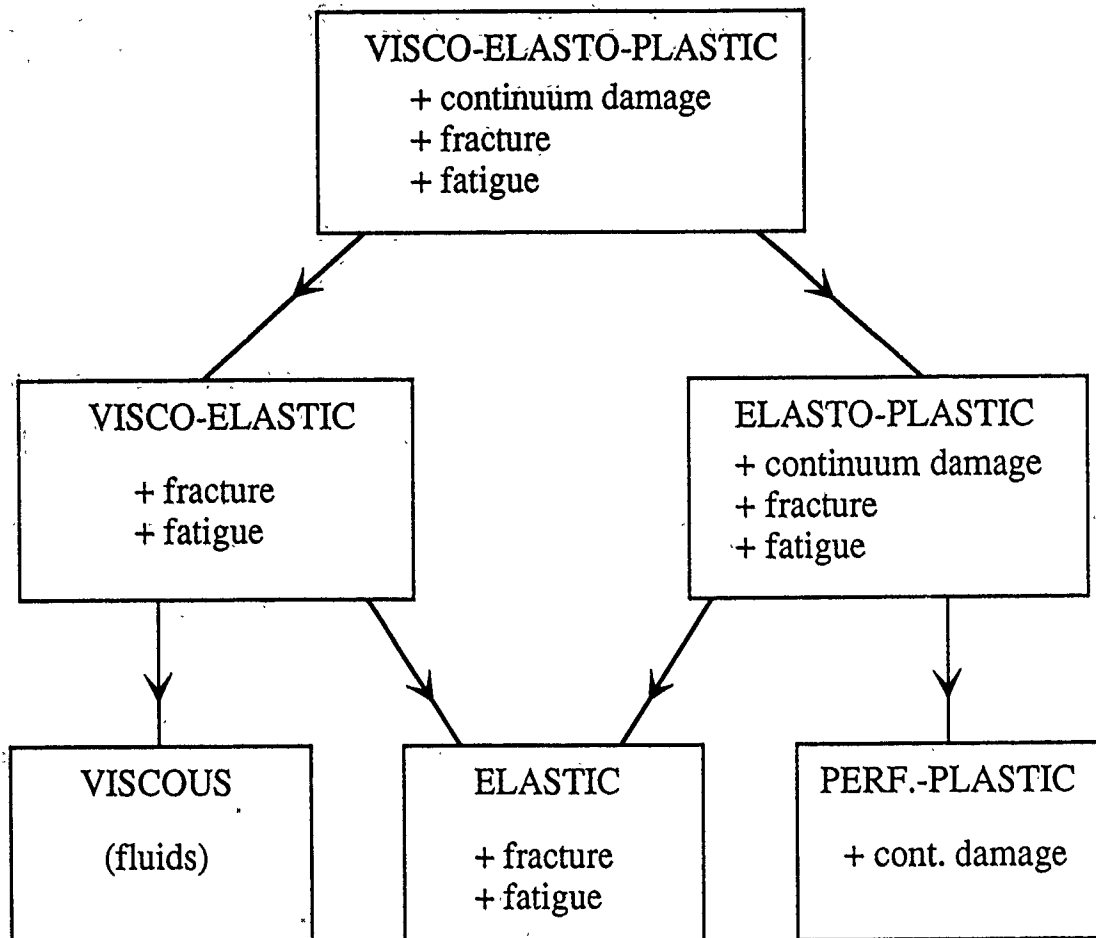 VISCO-ELASTO-PLASTIC
+ continuum damage
+ fracture
+ fatigue
VISCO-ELASTIC
+ fracture
+ fatigue
ELASTO-PLASTIC
+ continuum damage
+ fracture
+ fatigue
VISCOUS
(fluids)
ELASTIC
+ fracture
+ fatigue
PERF.-PLASTIC
+ cont. damage